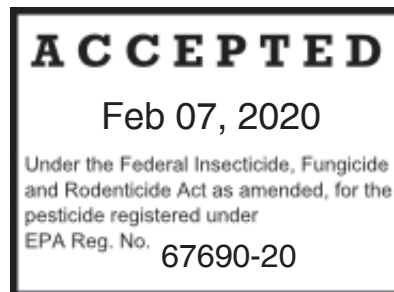 ACCEPTED
Feb 07, 2020
Under the Federal Insecticide, Fungicide
and Rodenticide Act as amended, for the
pesticide registered under
EPA Reg. No. 67690-20